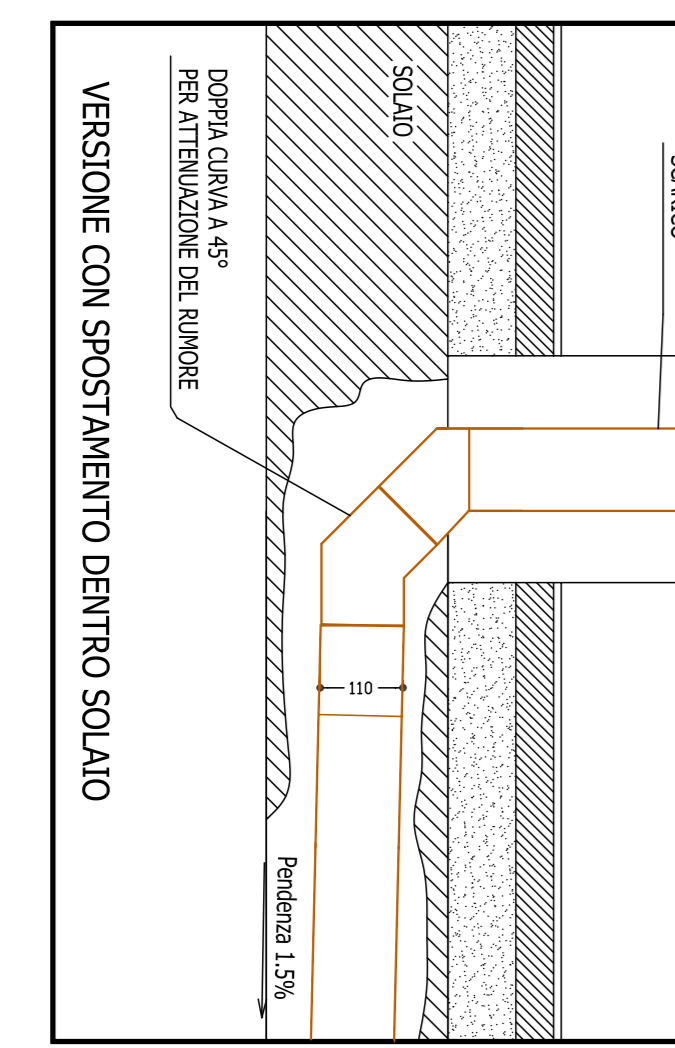 SOLAIO
DOPPIA CURVA A 45°
PER ATTENUAZIONE DEL RUMORE
110
Pendenza 1.5%
VERSIONE CON SPOSTAMENTO DENTRO SOLAIO